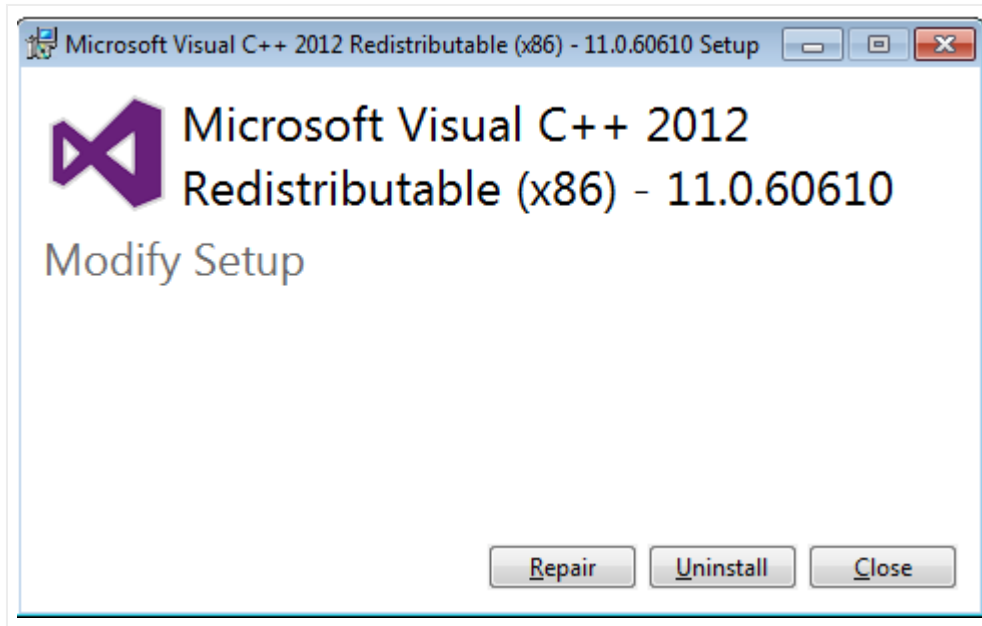 Microsoft Visual C++ 2012 Redistributable (x86) - 11.0.60610 Setup
Microsoft Visual C++ 2012
Redistributable (x86) - 11.0.60610
Modify Setup
Repair Uninstall Close